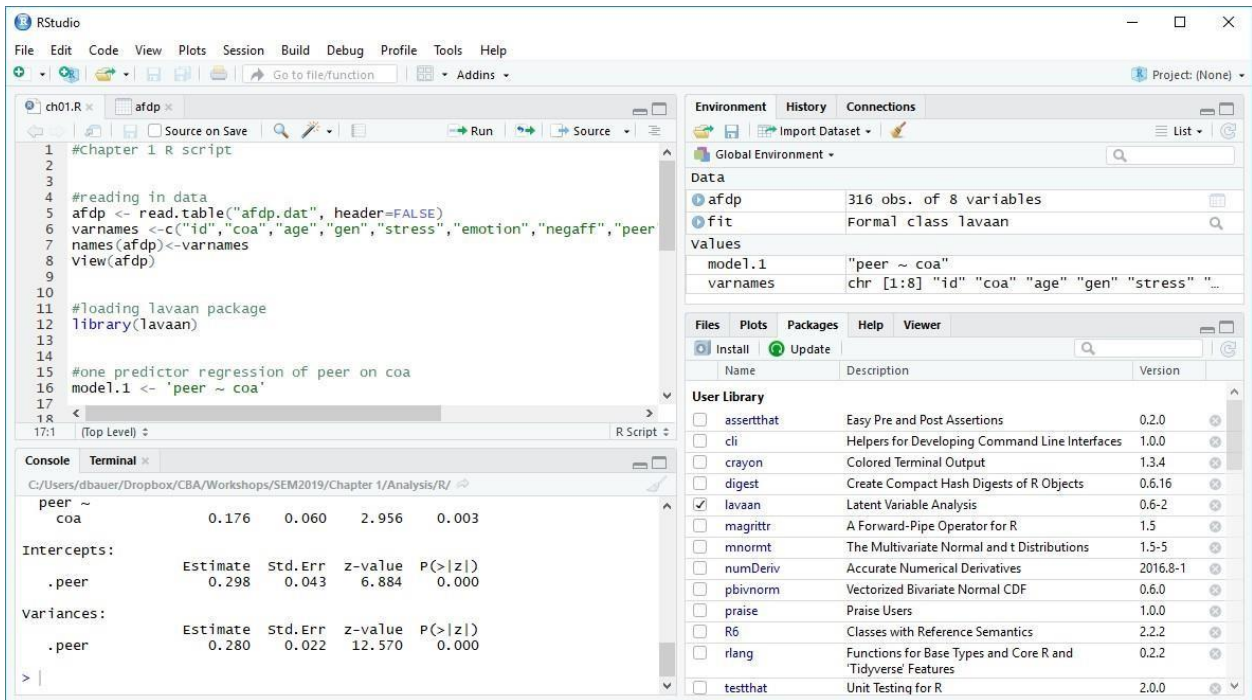 RStudio
File Edit Code View Plots Session Build Debug Profile Tools Help
Go to file/function Addins Project: (None)
ch01.R afdp
Source on Save Run Source
1 #Chapter 1 R script
2
3
4 #reading in data
5 afdp <- read.table("afdp.dat", header=FALSE)
6 varnames <-c("id","coa","age","gen","stress","emotion","negaff","peer
7 names(afdp)<-varnames
8 View(afdp)
9
10
11 #loading lavaan package
12 library(lavaan)
13
14
15 #one predictor regression of peer on coa
16 model.1 <- 'peer ~ coa'
17
18
17:1 (Top Level) R Script
Console Terminal
C:/Users/dbauer/Dropbox/CBA/Workshops/SEM2019/Chapter 1/Analysis/R/
peer ~
coa 0.176 0.060 2.956 0.003
Intercepts:
Estimate Std.Err z-value P(>|z|)
.peer 0.298 0.043 6.884 0.000
Variances:
Estimate Std.Err z-value P(>|z|)
.peer 0.280 0.022 12.570 0.000
>
Environment History Connections
Import Dataset List
Global Environment
Data
afdp 316 obs. of 8 variables
fit Formal class lavaan
Values
model.1 "peer ~ coa"
varnames chr [1:8] "id" "coa" "age" "gen" "stress" "...
Files Plots Packages Help Viewer
Install Update
Name Description Version
User Library
assertthat Easy Pre and Post Assertions 0.2.0
cli Helpers for Developing Command Line Interfaces 1.0.0
crayon Colored Terminal Output 1.3.4
digest Create Compact Hash Digests of R Objects 0.6.16
lavaan Latent Variable Analysis 0.6-2
magrittr A Forward-Pipe Operator for R 1.5
mnormt The Multivariate Normal and t Distributions 1.5-5
numDeriv Accurate Numerical Derivatives 2016.8-1
pbivnorm Vectorized Bivariate Normal CDF 0.6.0
praise Praise Users 1.0.0
R6 Classes with Reference Semantics 2.2.2
rlang Functions for Base Types and Core R and 0.2.2
'Tidyverse' Features
testthat Unit Testing for R 2.0.0